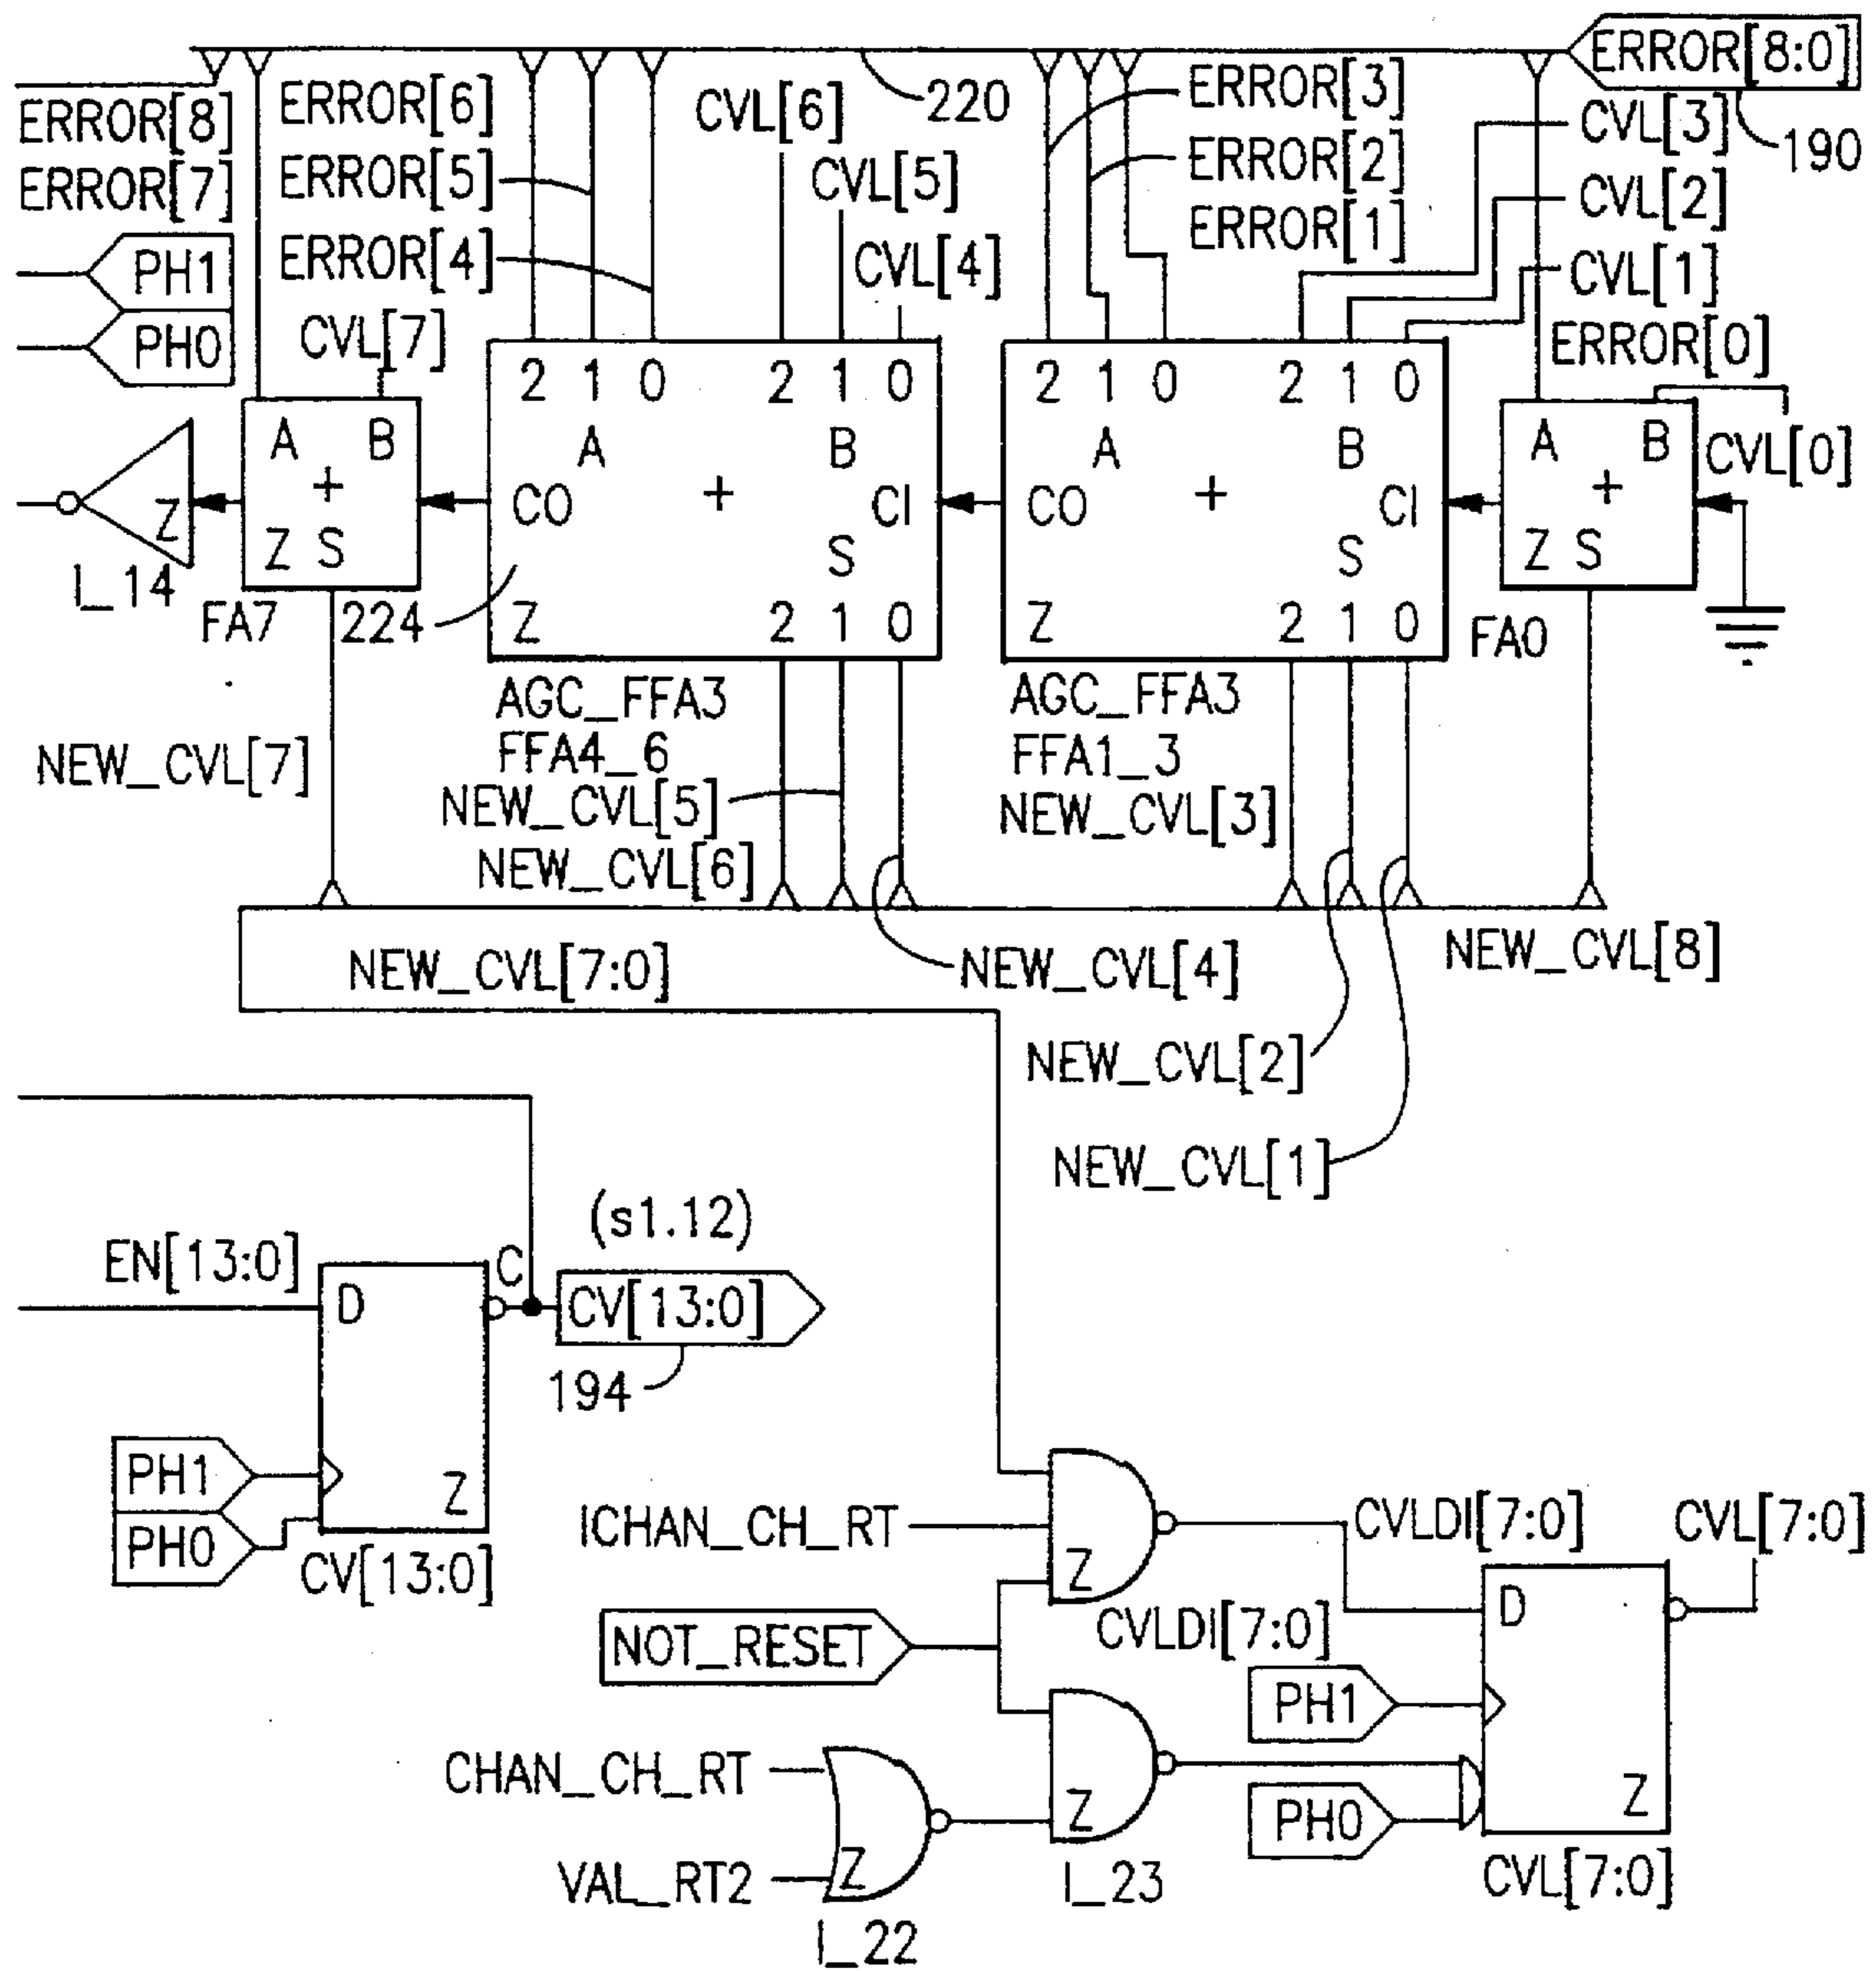 ERROR[8:0]
190
220
ERROR[8]
ERROR[7]
ERROR[6]
ERROR[5]
ERROR[4]
CVL[6]
CVL[5]
CVL[4]
ERROR[3]
ERROR[2]
ERROR[1]
CVL[3]
CVL[2]
CVL[1]
ERROR[0]
PH1
PH0
CVL[7]
CVL[0]
2 1 0 2 1 0
2 1 0 2 1 0
A B
+
Z S
A B
CO + CI
S
Z 2 1 0
A B
CO + CI
S
Z 2 1 0
A B
+
Z S
Z
I_14
FA7
224
FA0
AGC_FFA3
FFA4_6
AGC_FFA3
FFA1_3
NEW_CVL[7]
NEW_CVL[5]
NEW_CVL[6]
NEW_CVL[3]
NEW_CVL[7:0]
NEW_CVL[4]
NEW_CVL[8]
NEW_CVL[2]
NEW_CVL[1]
(s1.12)
EN[13:0]
D
C
CV[13:0]
194
PH1
PH0
Z
CV[13:0]
ICHAN_CH_RT
Z
CVLDI[7:0]
CVL[7:0]
NOT_RESET
CVLDI[7:0]
D
PH1
CHAN_CH_RT
Z
PH0
Z
VAL_RT2
Z
I_23
CVL[7:0]
I_22